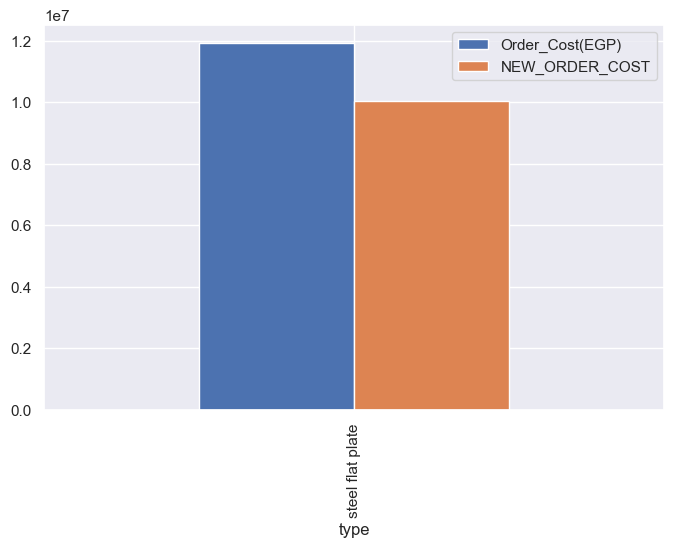 1e7
Order_Cost(EGP)
NEW_ORDER_COST
1.2
1.0
0.8
0.6
0.4
0.2
0.0
steel flat plate
type